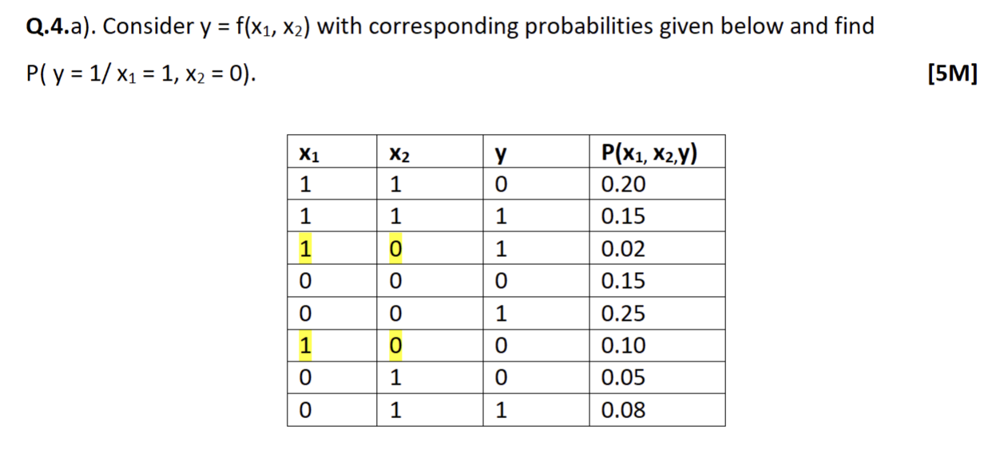 Q.4.a). Consider y = f(x₁, x₂) with corresponding probabilities given below and find
P( y = 1/ x₁ = 1, x₂ = 0). [5M]
x₁ x₂ y P(x₁, x₂,y)
1 1 0 0.20
1 1 1 0.15
1 0 1 0.02
0 0 0 0.15
0 0 1 0.25
1 0 0 0.10
0 1 0 0.05
0 1 1 0.08